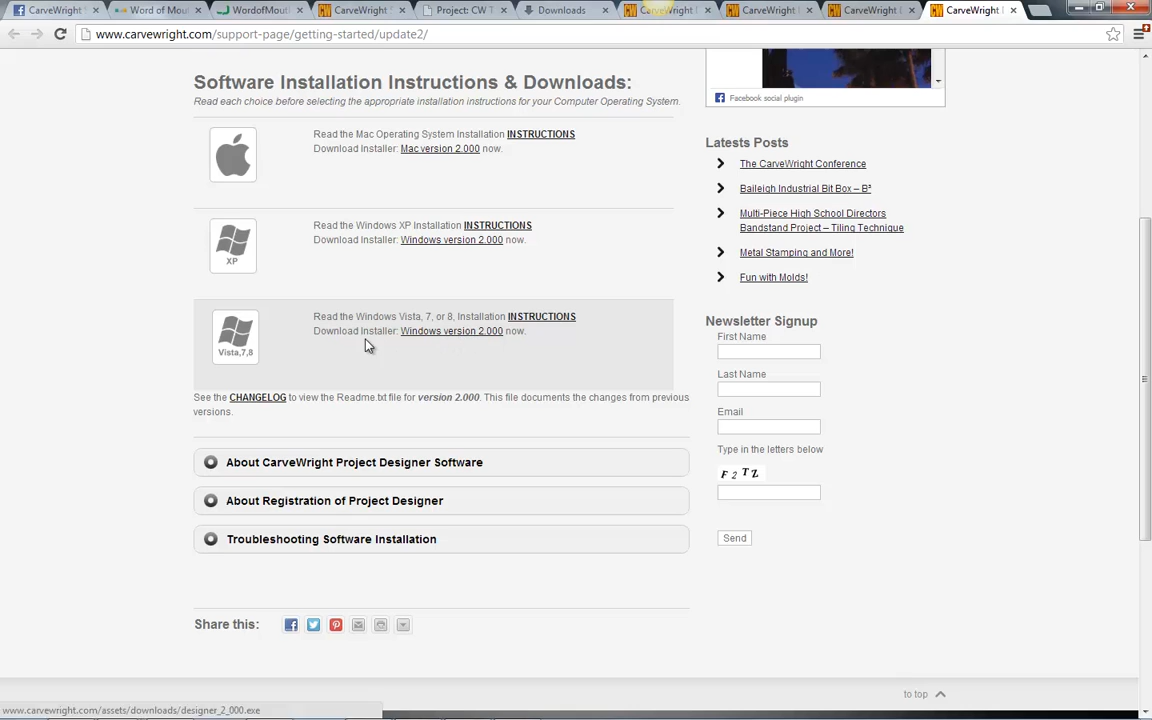 CarveWright
Word of Mout
WordofMouth
CarveWright
Project: CW T
Downloads
CarveWright
CarveWright
CarveWright
CarveWright
www.carvewright.com/support-page/getting-started/update2/
Software Installation Instructions & Downloads:
Read each choice before selecting the appropriate installation instructions for your Computer Operating System.
Read the Mac Operating System Installation INSTRUCTIONS
Download Installer: Mac version 2.000 now.
XP
Read the Windows XP Installation INSTRUCTIONS
Download Installer: Windows version 2.000 now.
Vista,7,8
Read the Windows Vista, 7, or 8, Installation INSTRUCTIONS
Download Installer: Windows version 2.000 now.
See the CHANGELOG to view the Readme.txt file for version 2.000. This file documents the changes from previous
versions.
About CarveWright Project Designer Software
About Registration of Project Designer
Troubleshooting Software Installation
Share this:
Facebook social plugin
Latests Posts
The CarveWright Conference
Baileigh Industrial Bit Box – B³
Multi-Piece High School Directors
Bandstand Project – Tiling Technique
Metal Stamping and More!
Fun with Molds!
Newsletter Signup
First Name
Last Name
Email
Type in the letters below
F 2 T Z
Send
to top
www.carvewright.com/assets/downloads/designer_2_000.exe